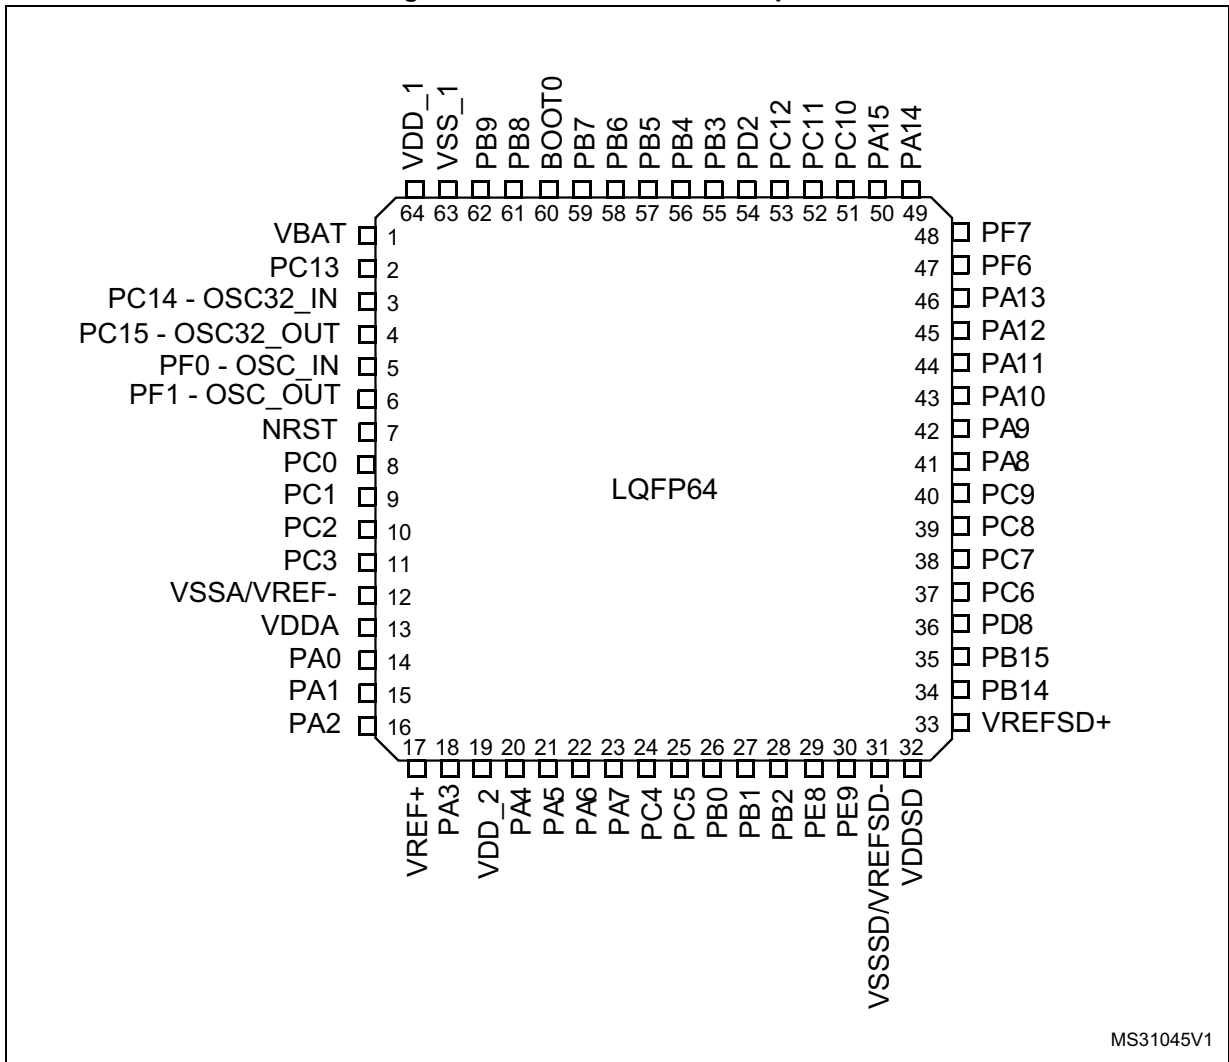 VDD_1
VSS_1
PB9
PB8
BOOT0
PB7
PB6
PB5
PB4
PB3
PD2
PC12
PC11
PC10
PA15
PA14
64 63 62 61 60 59 58 57 56 55 54 53 52 51 50 49
VBAT 1
PC13 2
PC14 - OSC32_IN 3
PC15 - OSC32_OUT 4
PF0 - OSC_IN 5
PF1 - OSC_OUT 6
NRST 7
PC0 8
PC1 9
PC2 10
PC3 11
VSSA/VREF- 12
VDDA 13
PA0 14
PA1 15
PA2 16
LQFP64
48 PF7
47 PF6
46 PA13
45 PA12
44 PA11
43 PA10
42 PA9
41 PA8
40 PC9
39 PC8
38 PC7
37 PC6
36 PD8
35 PB15
34 PB14
33 VREFSD+
17 18 19 20 21 22 23 24 25 26 27 28 29 30 31 32
VREF+
PA3
VDD_2
PA4
PA5
PA6
PA7
PC4
PC5
PB0
PB1
PB2
PE8
PE9
VSSSD/VREFSD-
VDDSD
MS31045V1